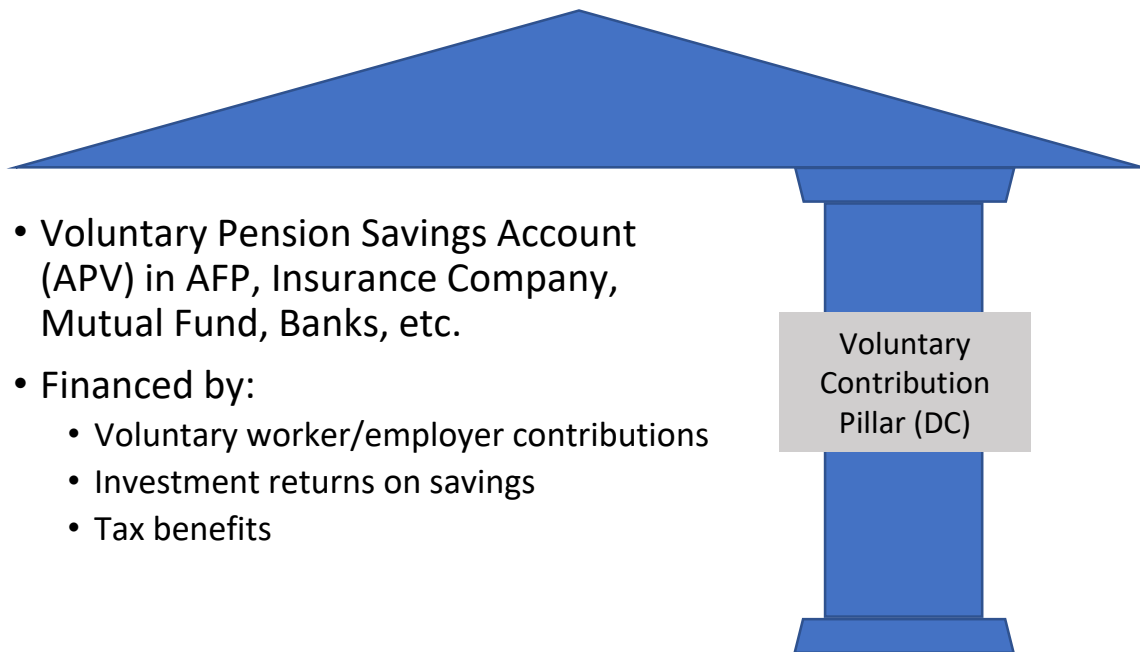 • Voluntary Pension Savings Account
(APV) in AFP, Insurance Company,
Mutual Fund, Banks, etc.
• Financed by:
• Voluntary worker/employer contributions
• Investment returns on savings
• Tax benefits
Voluntary
Contribution
Pillar (DC)